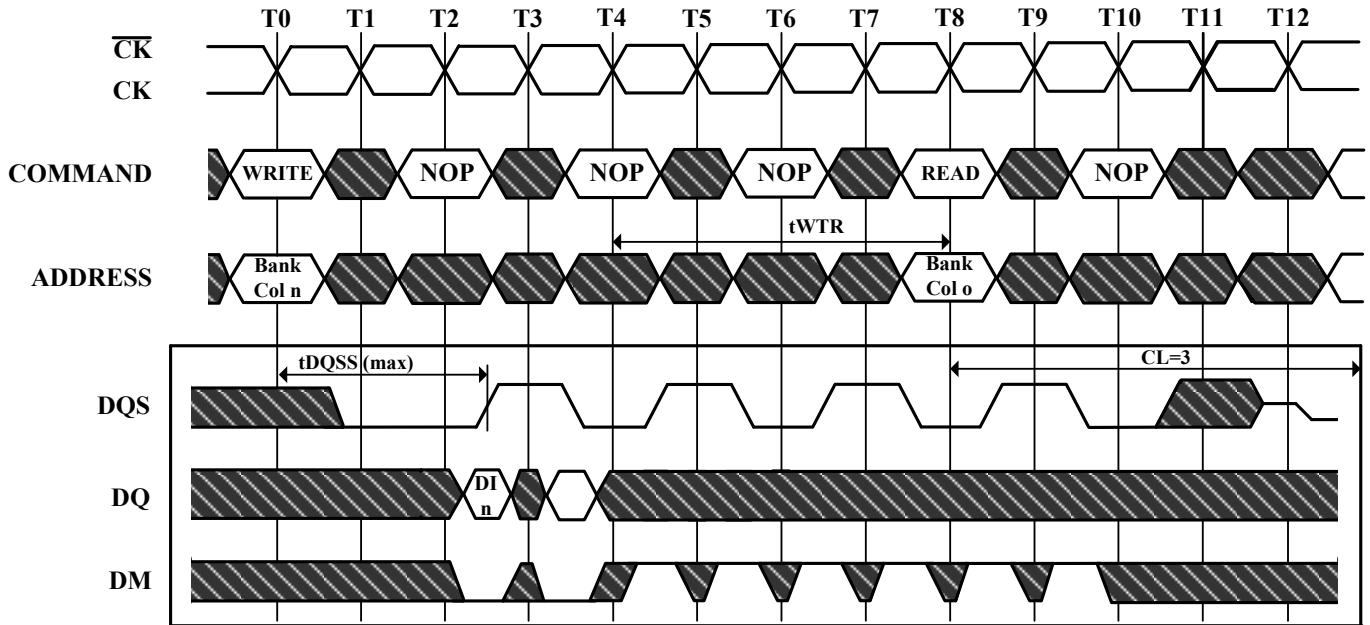 T0 T1 T2 T3 T4 T5 T6 T7 T8 T9 T10 T11 T12
CK
CK
COMMAND WRITE NOP NOP NOP READ NOP
tWTR
ADDRESS Bank Col n Bank Col o
tDQSS (max) CL=3
DQS
DQ DI n
DM